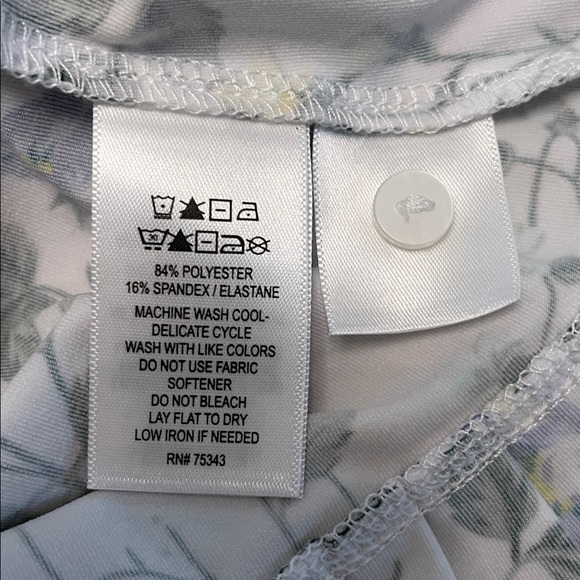 30
84% POLYESTER
16% SPANDEX / ELASTANE
MACHINE WASH COOL-
DELICATE CYCLE
WASH WITH LIKE COLORS
DO NOT USE FABRIC
SOFTENER
DO NOT BLEACH
LAY FLAT TO DRY
LOW IRON IF NEEDED
RN# 75343